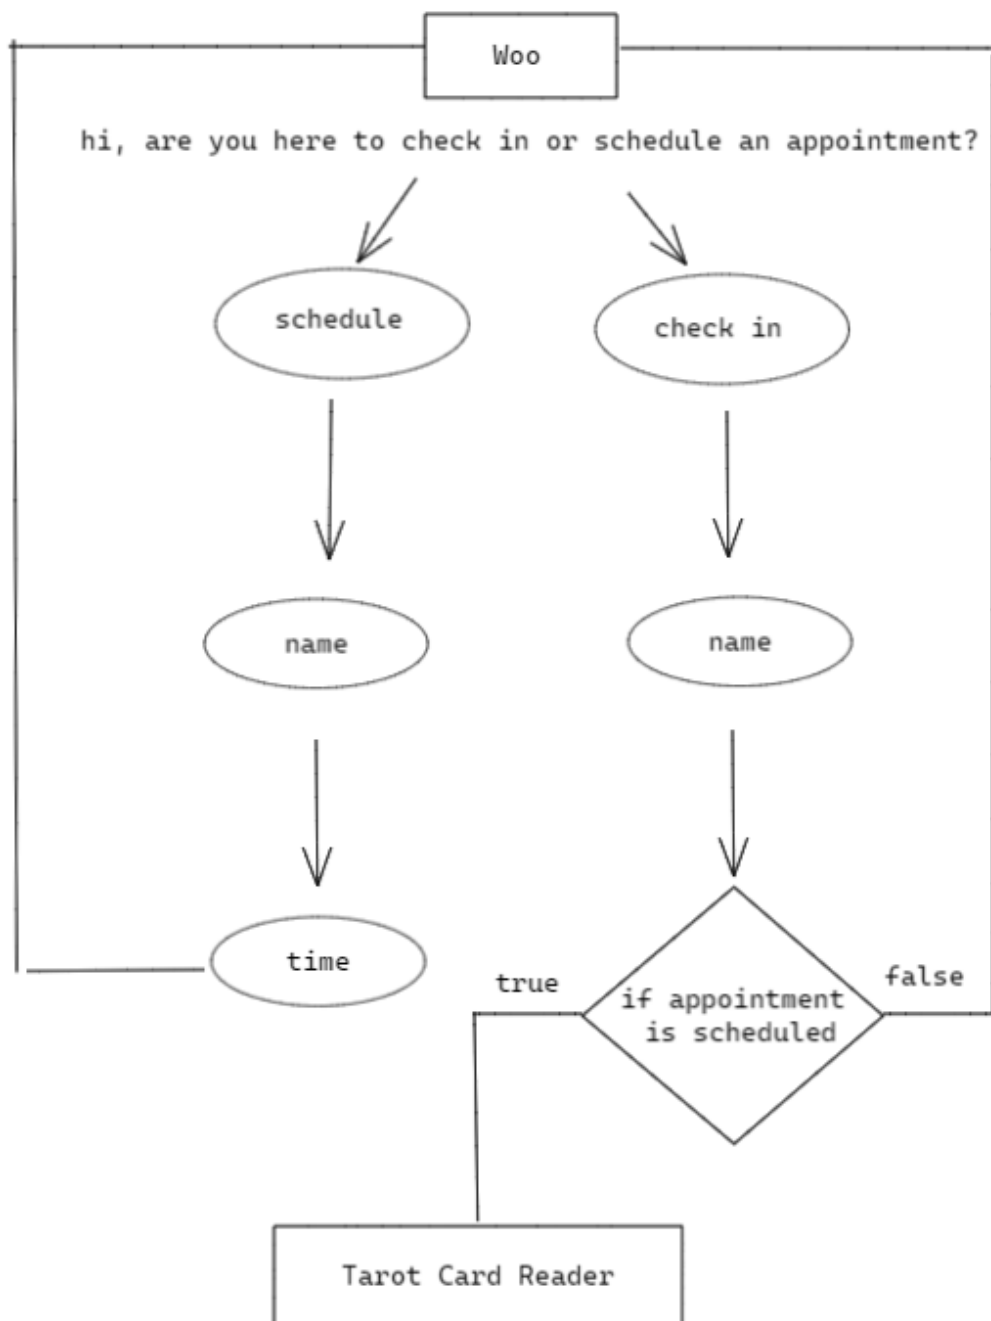 Woo
hi, are you here to check in or schedule an appointment?
schedule
check in
name
name
time
true
false
if appointment
is scheduled
Tarot Card Reader